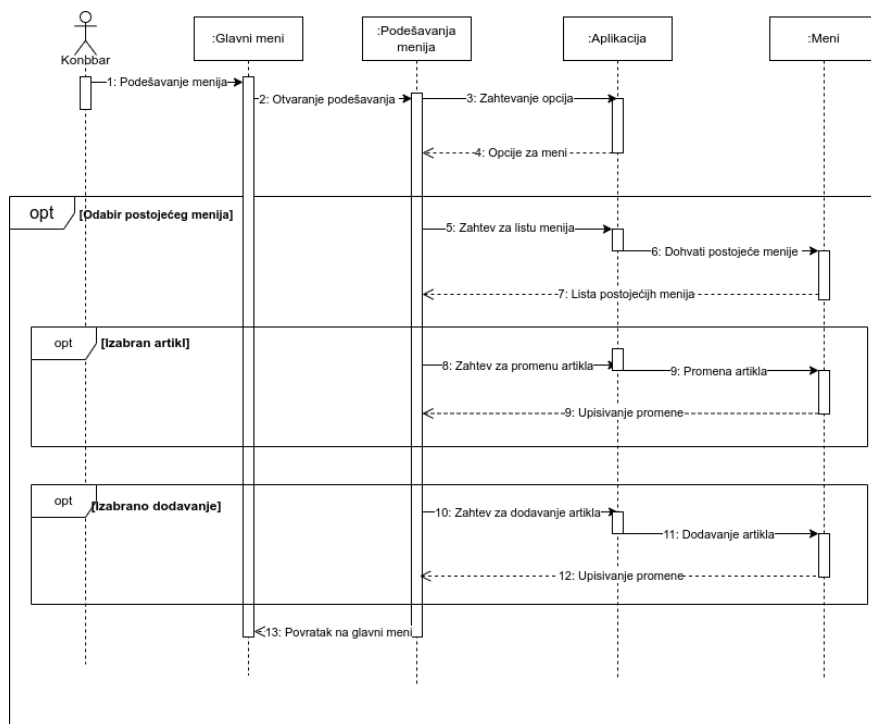 :Glavni meni
:Podešavanja
menija
:Aplikacija
:Meni
Konobar
1: Podešavanje menija
2: Otvaranje podešavanja
3: Zahtevanje opcija
4: Opcije za meni
opt
[Odabir postojećeg menija]
5: Zahtev za listu menija
6: Dohvati postojeće menije
7: Lista postojećijh menija
opt
[Izabran artikl]
8: Zahtev za promenu artikla
9: Promena artikla
9: Upisivanje promene
opt
[Izabrano dodavanje]
10: Zahtev za dodavanje artikla
11: Dodavanje artikla
12: Upisivanje promene
13: Povratak na glavni meni